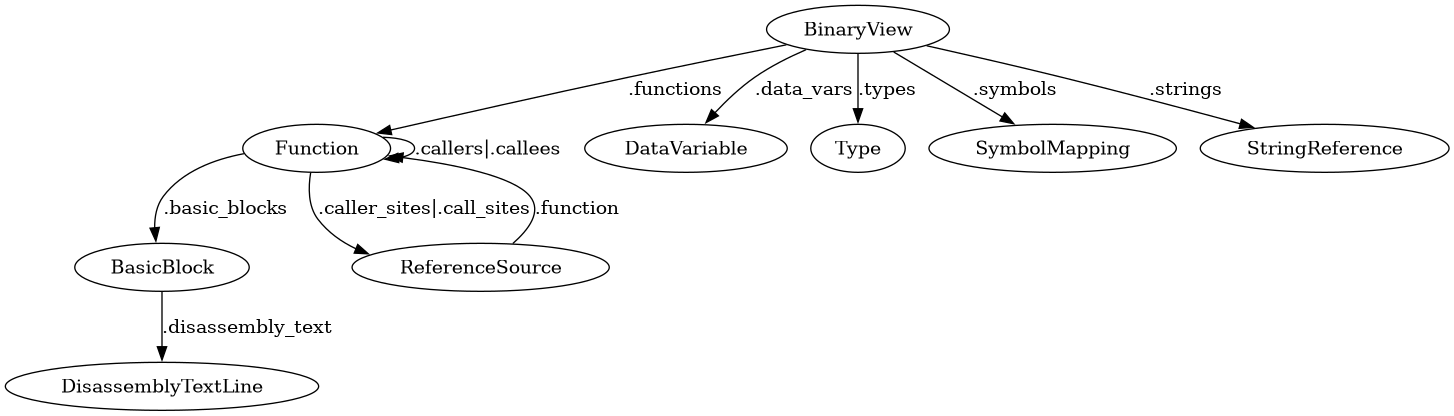 BinaryView
.functions
.data_vars
.types
.symbols
.strings
Function
.callers|.callees
DataVariable
Type
SymbolMapping
StringReference
.basic_blocks
.caller_sites|.call_sites
.function
BasicBlock
ReferenceSource
.disassembly_text
DisassemblyTextLine